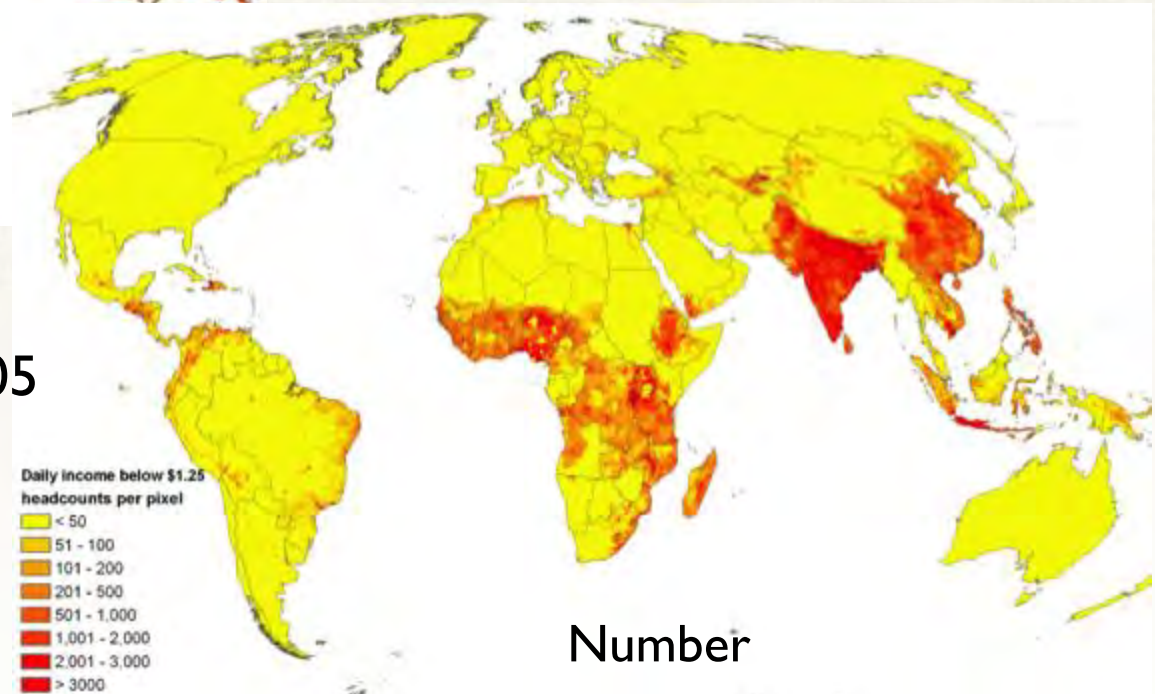 05
Daily income below $1.25
headcounts per pixel
< 50
51 - 100
101 - 200
201 - 500
501 - 1,000
1,001 - 2,000
2,001 - 3,000
> 3000
Number